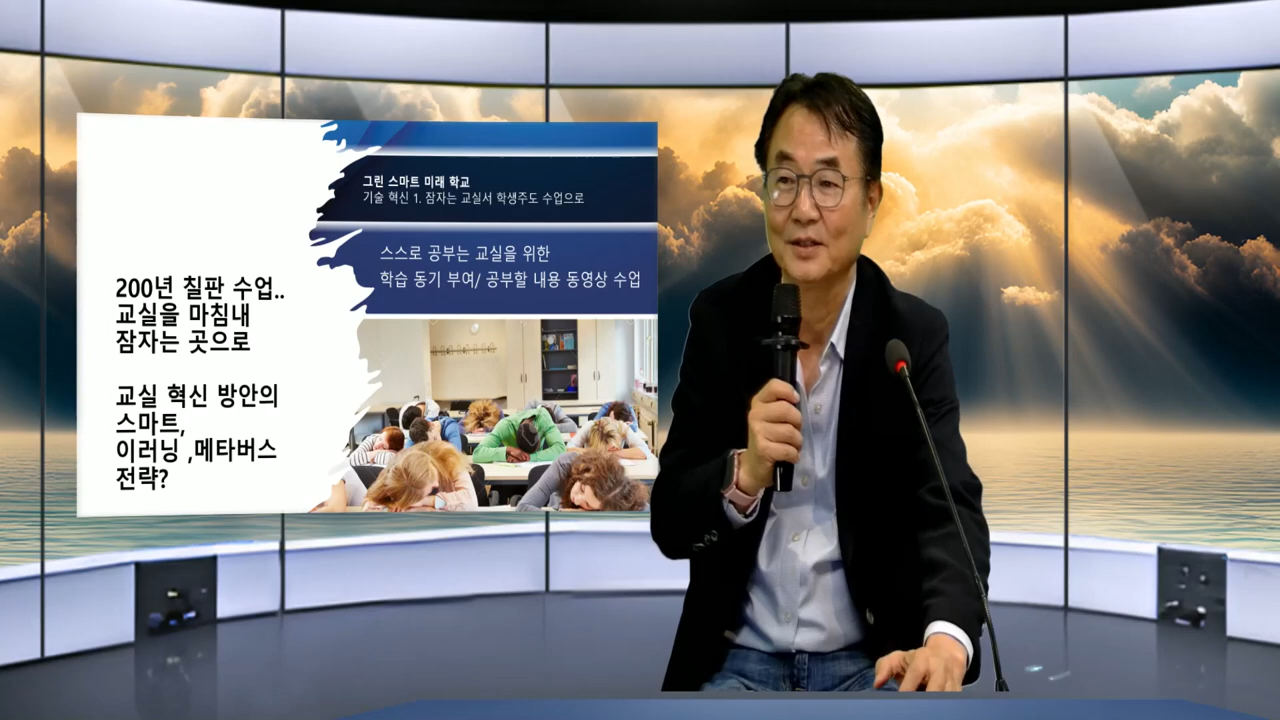 그린 스마트 미래 학교
기술 혁신 1. 잠자는 교실서 학생주도 수업으로
스스로 공부는 교실을 위한
학습 동기 부여/ 공부할 내용 동영상 수업
200년 칠판 수업..
교실을 마침내
잠자는 곳으로
교실 혁신 방안의
스마트,
이러닝 ,메타버스
전략?